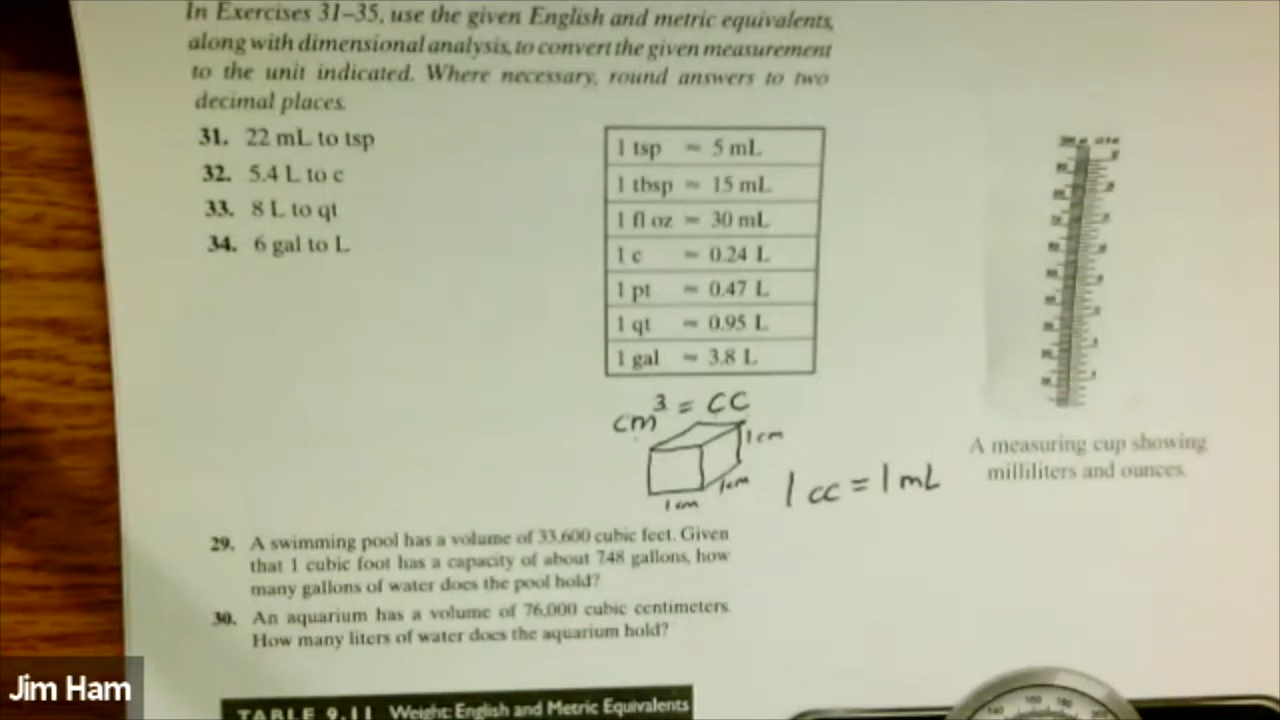 In Exercises 31–35, use the given English and metric equivalents,
along with dimensional analysis, to convert the given measurement
to the unit indicated. Where necessary, round answers to two
decimal places.
31. 22 mL to tsp
32. 5.4 L to c
33. 8 L to qt
34. 6 gal to L
1 tsp ≈ 5 mL
1 tbsp ≈ 15 mL
1 fl oz ≈ 30 mL
1 c ≈ 0.24 L
1 pt ≈ 0.47 L
1 qt ≈ 0.95 L
1 gal ≈ 3.8 L
cm³ = CC
1 cm
1 cm
1 cm
1 cc = 1 mL
A measuring cup showing
milliliters and ounces.
29. A swimming pool has a volume of 33,600 cubic feet. Given
that 1 cubic foot has a capacity of about 7.48 gallons, how
many gallons of water does the pool hold?
30. An aquarium has a volume of 76,000 cubic centimeters.
How many liters of water does the aquarium hold?
Jim Ham
TABLE 9.11 Weight: English and Metric Equivalents